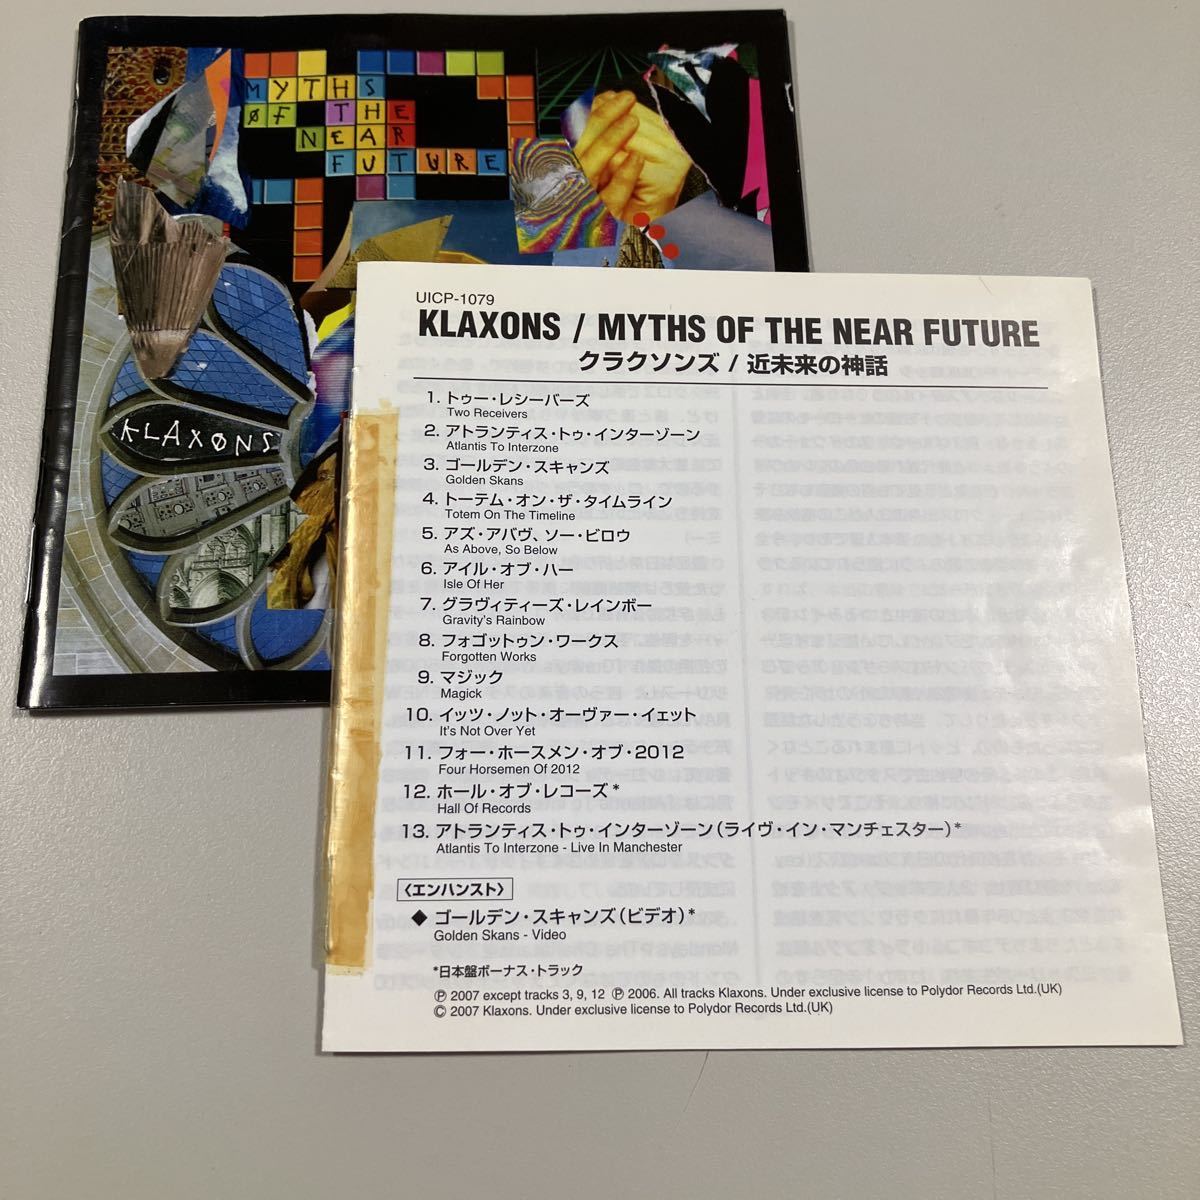 MYTHS
ØF THE
NEAR
FUTURE
KLAXØNS
UICP-1079
KLAXONS / MYTHS OF THE NEAR FUTURE
クラクソンズ / 近未来の神話
1. トゥー・レシーバーズ
Two Receivers
2. アトランティス・トゥ・インターゾーン
Atlantis To Interzone
3. ゴールデン・スキャンズ
Golden Skans
4. トーテム・オン・ザ・タイムライン
Totem On The Timeline
5. アズ・アバヴ、ソー・ビロウ
As Above, So Below
6. アイル・オブ・ハー
Isle Of Her
7. グラヴィティーズ・レインボー
Gravity's Rainbow
8. フォゴットゥン・ワークス
Forgotten Works
9. マジック
Magick
10. イッツ・ノット・オーヴァー・イェット
It's Not Over Yet
11. フォー・ホースメン・オブ・2012
Four Horsemen Of 2012
12. ホール・オブ・レコーズ*
Hall Of Records
13. アトランティス・トゥ・インターゾーン(ライヴ・イン・マンチェスター)*
Atlantis To Interzone - Live In Manchester
〈エンハンスト〉
◆ ゴールデン・スキャンズ(ビデオ)*
Golden Skans - Video
*日本盤ボーナス・トラック
℗ 2007 except tracks 3, 9, 12 ℗ 2006. All tracks Klaxons. Under exclusive license to Polydor Records Ltd.(UK)
© 2007 Klaxons. Under exclusive license to Polydor Records Ltd.(UK)